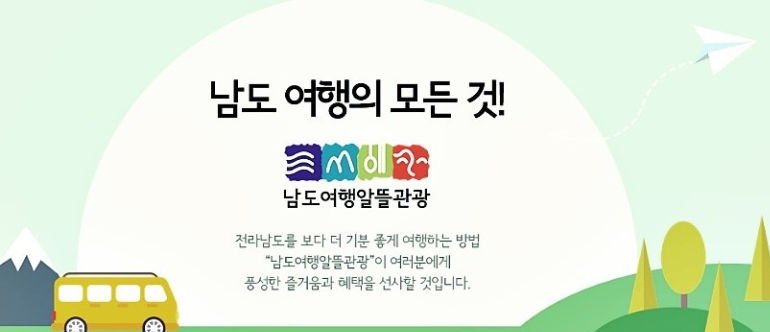 남도 여행의 모든 것!
남도여행알뜰관광
전라남도를 보다 더 기분 좋게 여행하는 방법
“남도여행알뜰관광”이 여러분에게
풍성한 즐거움과 혜택을 선사할 것입니다.